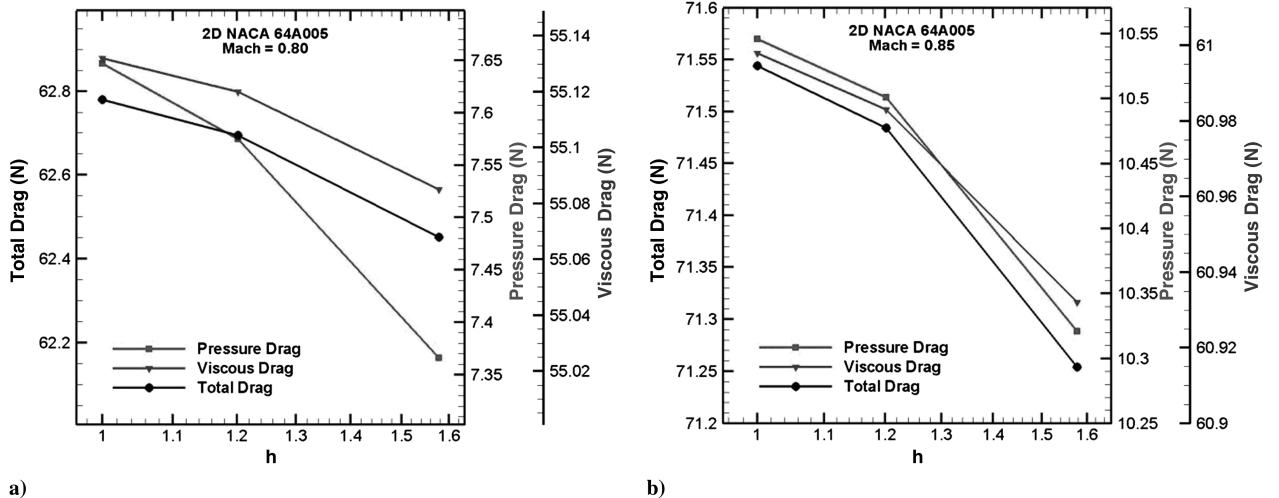 2D NACA 64A005
Mach = 0.80
Total Drag (N)
62.8
62.6
62.4
62.2
Pressure Drag
Viscous Drag
Total Drag
1
1.1
1.2
1.3
1.4
1.5
1.6
h
7.65
7.6
7.55
7.5
7.45
7.4
7.35
Pressure Drag (N)
55.14
55.12
55.1
55.08
55.06
55.04
55.02
Viscous Drag (N)
a)
2D NACA 64A005
Mach = 0.85
Total Drag (N)
71.6
71.55
71.5
71.45
71.4
71.35
71.3
71.25
71.2
Pressure Drag
Viscous Drag
Total Drag
1
1.1
1.2
1.3
1.4
1.5
1.6
h
10.55
10.5
10.45
10.4
10.35
10.3
10.25
Pressure Drag (N)
61
60.98
60.96
60.94
60.92
60.9
Viscous Drag (N)
b)